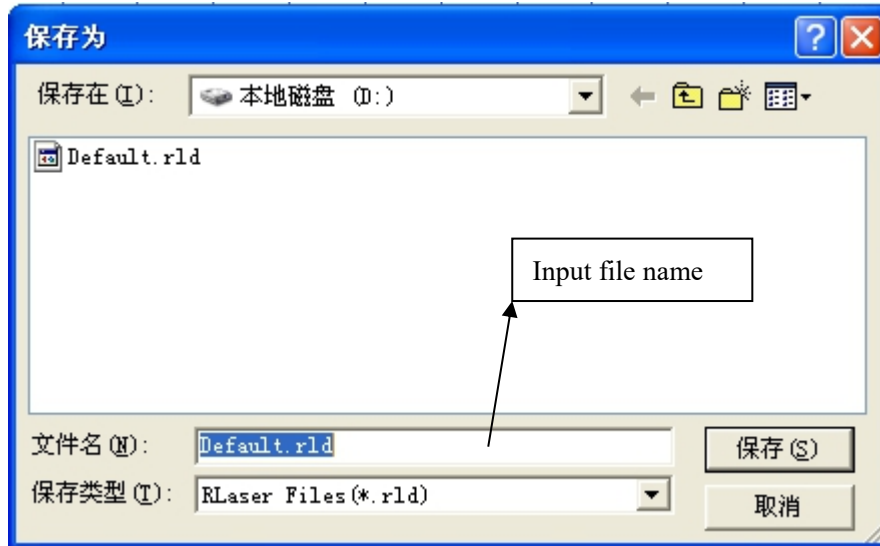 保存为
保存在(I): 本地磁盘 (D:)
Default.rld
Input file name
文件名(N): Default.rld
保存(S)
保存类型(T): RLaser Files(*.rld)
取消